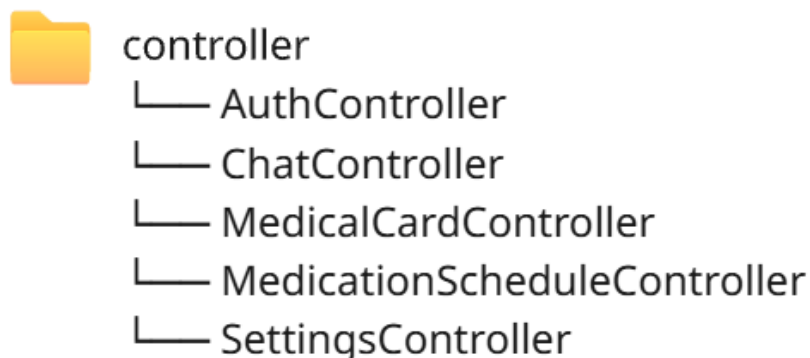 controller
└── AuthController
└── ChatController
└── MedicalCardController
└── MedicationScheduleController
└── SettingsController